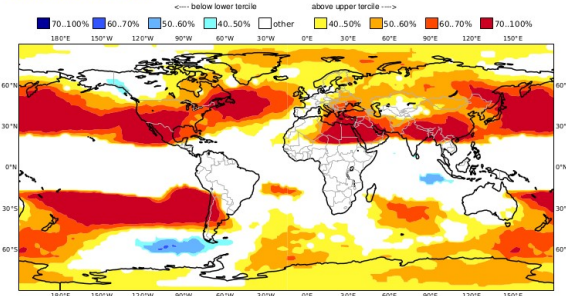 <---- below lower tercile above upper tercile ---->
70..100% 60..70% 50..60% 40..50% other 40..50% 50..60% 60..70% 70..100%
180°E 150°W 120°W 90°W 60°W 30°W 0°E 30°E 60°E 90°E 120°E 150°E
60°N 60°N
30°N 30°N
0°N 0°N
30°S 30°S
60°S 60°S
180°E 150°W 120°W 90°W 60°W 30°W 0°E 30°E 60°E 90°E 120°E 150°E